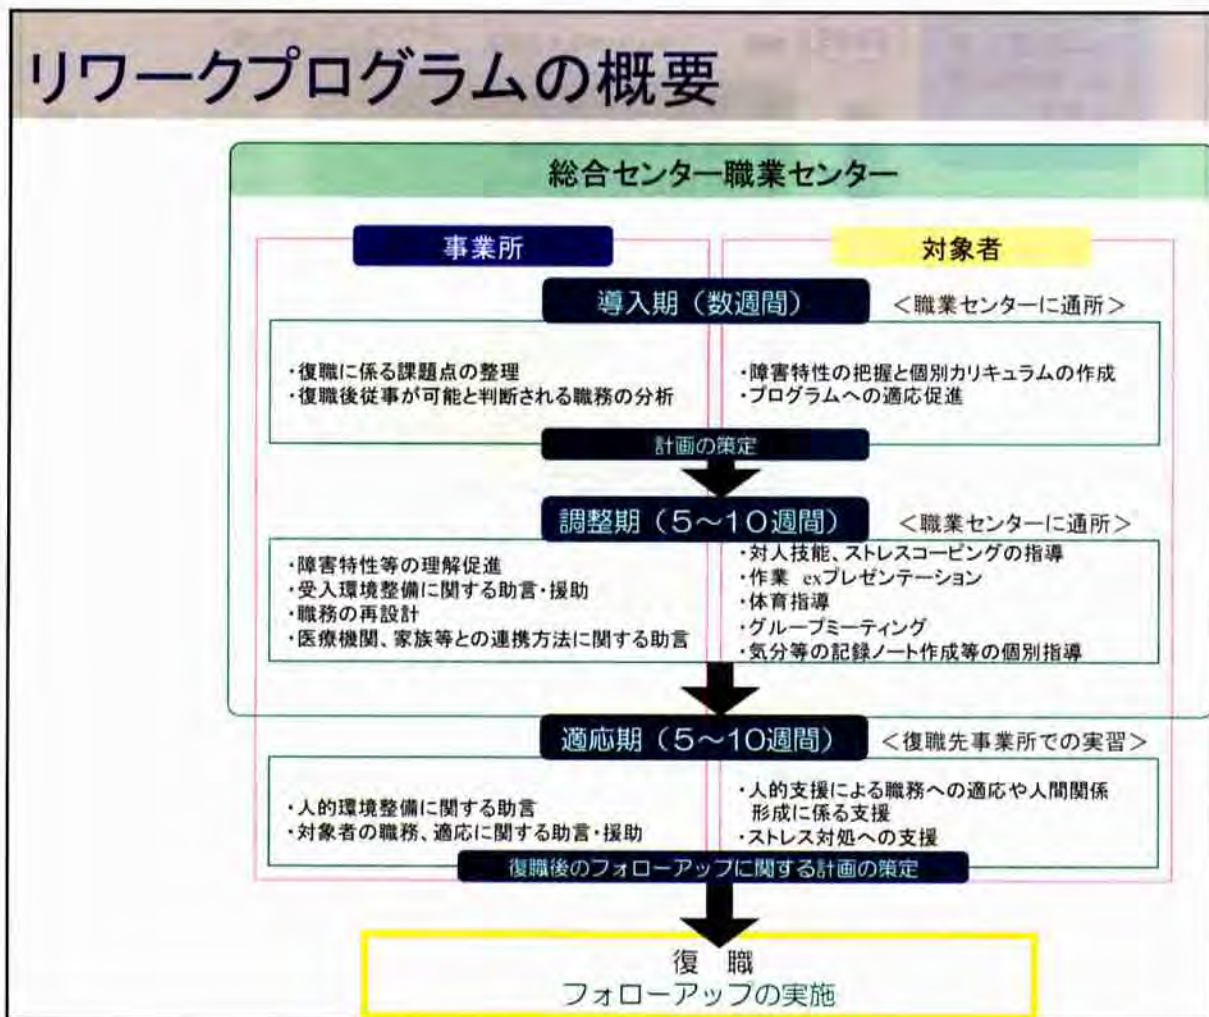 リワークプログラムの概要
総合センター職業センター
事業所
対象者
導入期（数週間）
＜職業センターに通所＞
・復職に係る課題点の整理
・復職後従事が可能と判断される職務の分析
・障害特性の把握と個別カリキュラムの作成
・プログラムへの適応促進
計画の策定
調整期（5～10週間）
＜職業センターに通所＞
・障害特性等の理解促進
・受入環境整備に関する助言・援助
・職務の再設計
・医療機関、家族等との連携方法に関する助言
・対人技能、ストレスコーピングの指導
・作業 exプレゼンテーション
・体育指導
・グループミーティング
・気分等の記録ノート作成等の個別指導
適応期（5～10週間）
＜復職先事業所での実習＞
・人的環境整備に関する助言
・対象者の職務、適応に関する助言・援助
・人的支援による職務への適応や人間関係
形成に係る支援
・ストレス対処への支援
復職後のフォローアップに関する計画の策定
復　職
フォローアップの実施